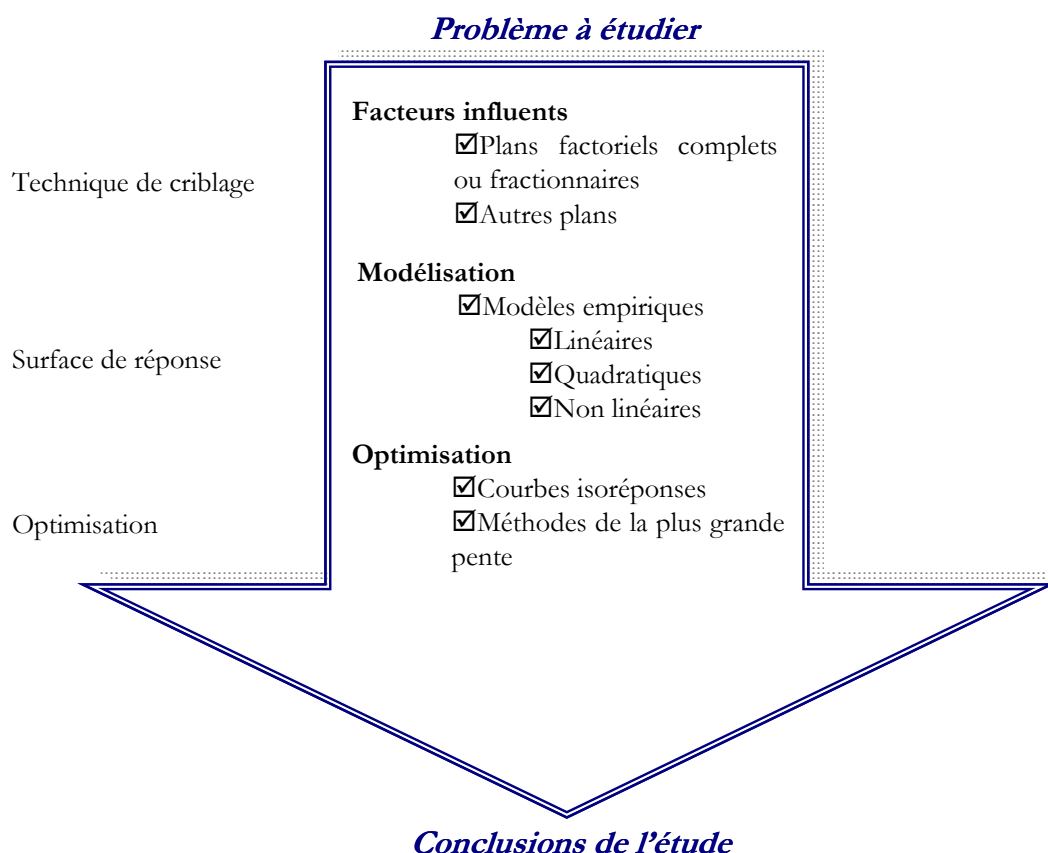 Problème à étudier
Facteurs influents
☑Plans factoriels complets
ou fractionnaires
Technique de criblage
☑Autres plans
Modélisation
☑Modèles empiriques
☑Linéaires
Surface de réponse
☑Quadratiques
☑Non linéaires
Optimisation
☑Courbes isoréponses
Optimisation
☑Méthodes de la plus grande
pente
Conclusions de l'étude